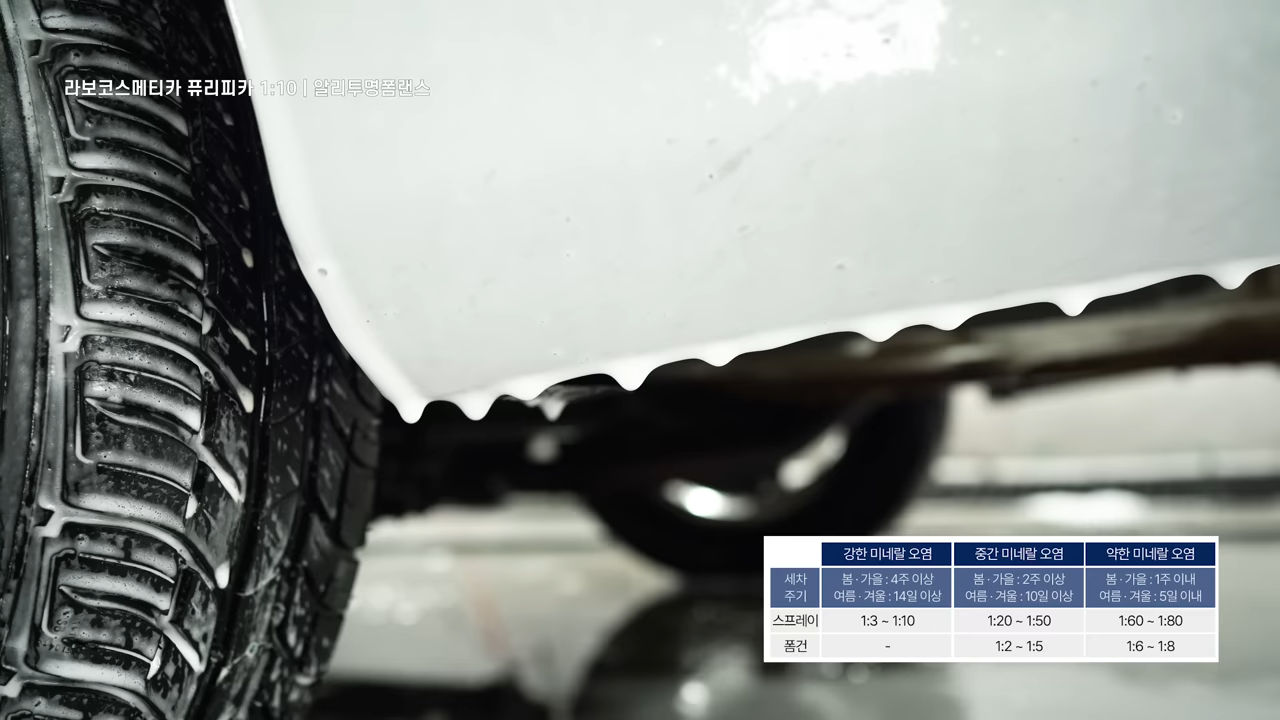 라보코스메티카 퓨리피카 1:10 | 알리투명폼랜스
강한 미네랄 오염 중간 미네랄 오염 약한 미네랄 오염
세차 주기 봄·가을 : 4주 이상 여름·겨울 : 14일 이상 봄·가을 : 2주 이상 여름·겨울 : 10일 이상 봄·가을 : 1주 이내 여름·겨울 : 5일 이내
스프레이 1:3 ~ 1:10 1:20 ~ 1:50 1:60 ~ 1:80
폼건 - 1:2 ~ 1:5 1:6 ~ 1:8